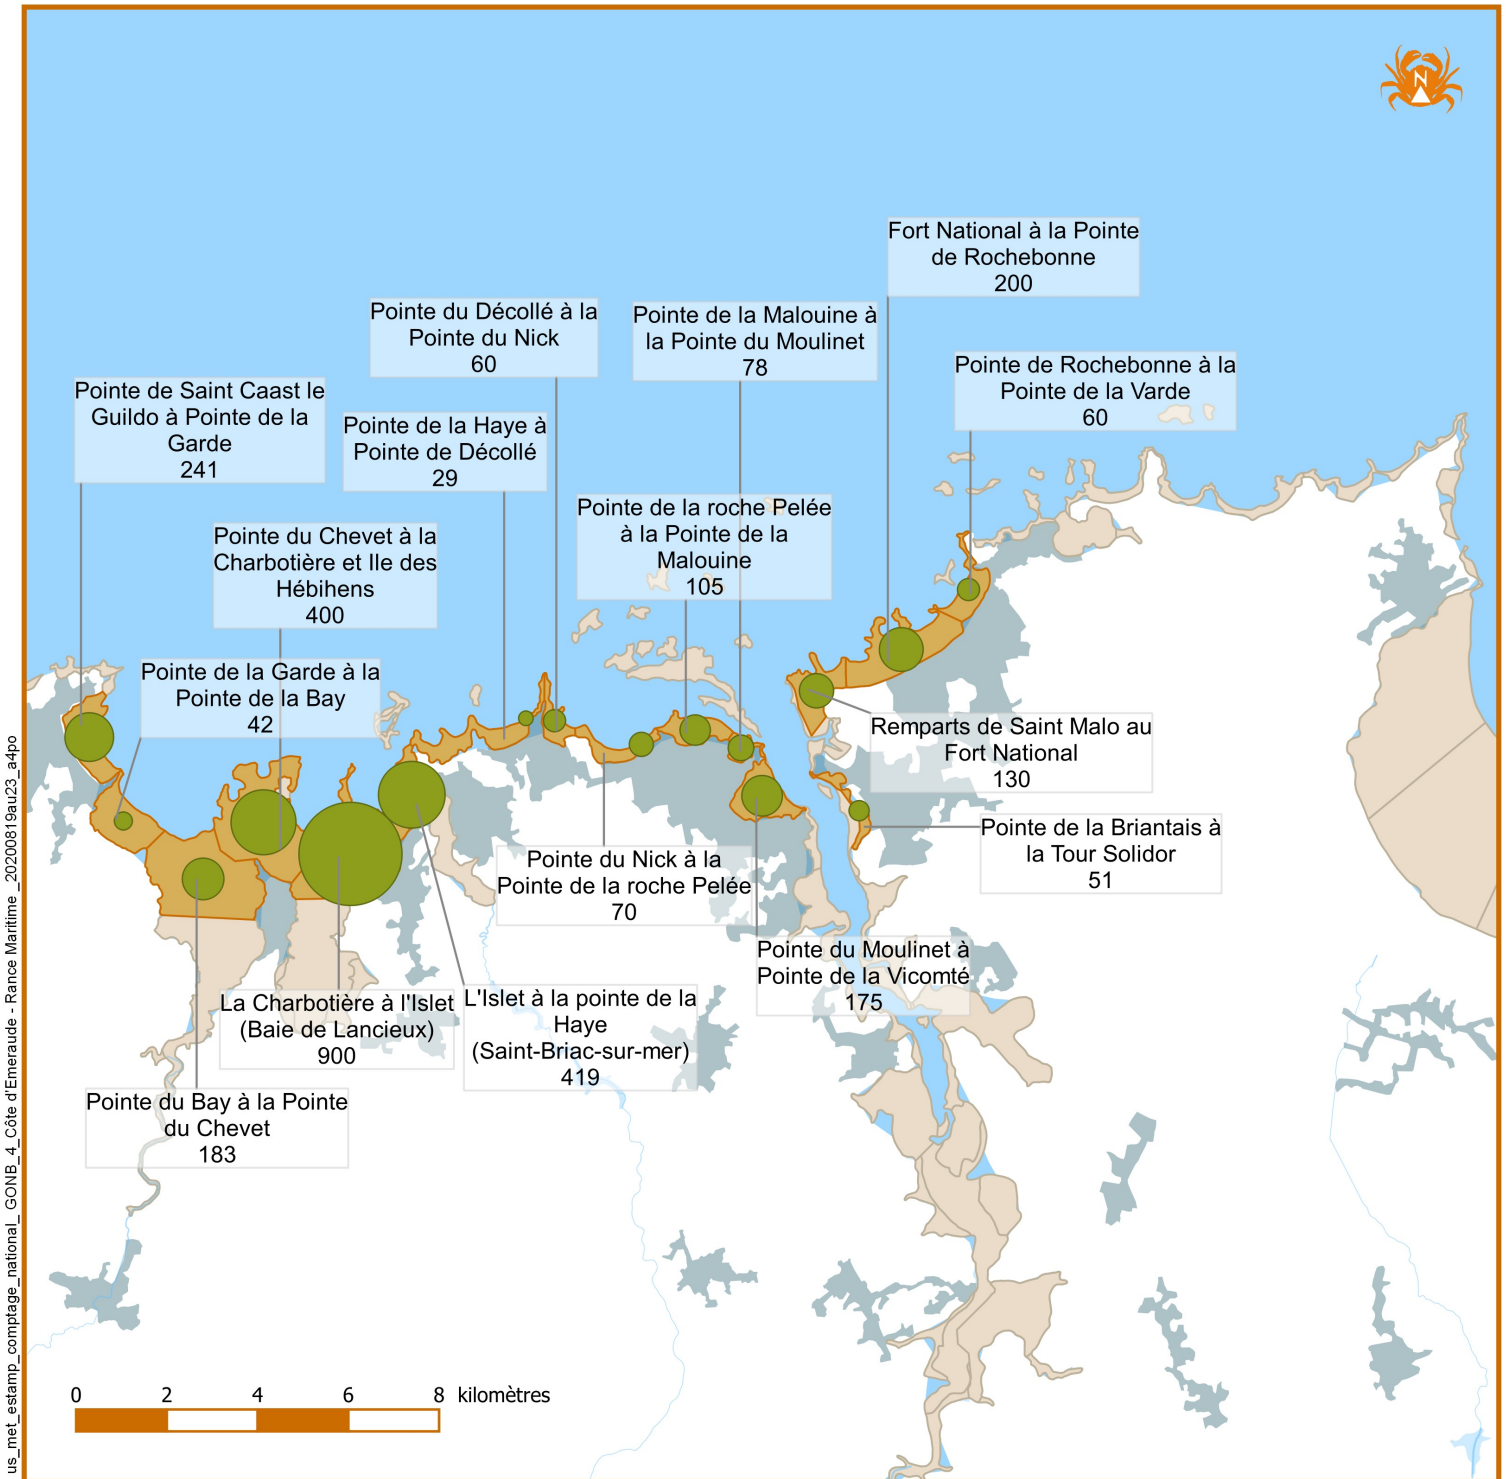 N
Fort National à la Pointe
de Rochebonne
200
Pointe du Décollé à la
Pointe du Nick
60
Pointe de la Malouine à
la Pointe du Moulinet
78
Pointe de Rochebonne à la
Pointe de la Varde
60
Pointe de Saint Caast le
Guildo à Pointe de la
Garde
241
Pointe de la Haye à
Pointe de Décollé
29
Pointe de la roche Pelée
à la Pointe de la
Malouine
105
Pointe du Chevet à la
Charbotière et Ile des
Hébihens
400
Pointe de la Garde à la
Pointe de la Bay
42
Remparts de Saint Malo au
Fort National
130
Pointe de la Briantais à
la Tour Solidor
51
Pointe du Nick à la
Pointe de la roche Pelée
70
Pointe du Moulinet à
Pointe de la Vicomté
175
La Charbotière à l'Islet
(Baie de Lancieux)
900
L'Islet à la pointe de la
Haye
(Saint-Briac-sur-mer)
419
Pointe du Bay à la Pointe
du Chevet
183
0 2 4 6 8 kilomètres
us_met_estamp_comptage_national_GONB_4_Côte d'Emeraude - Rance Maritime _20200819au23_a4po